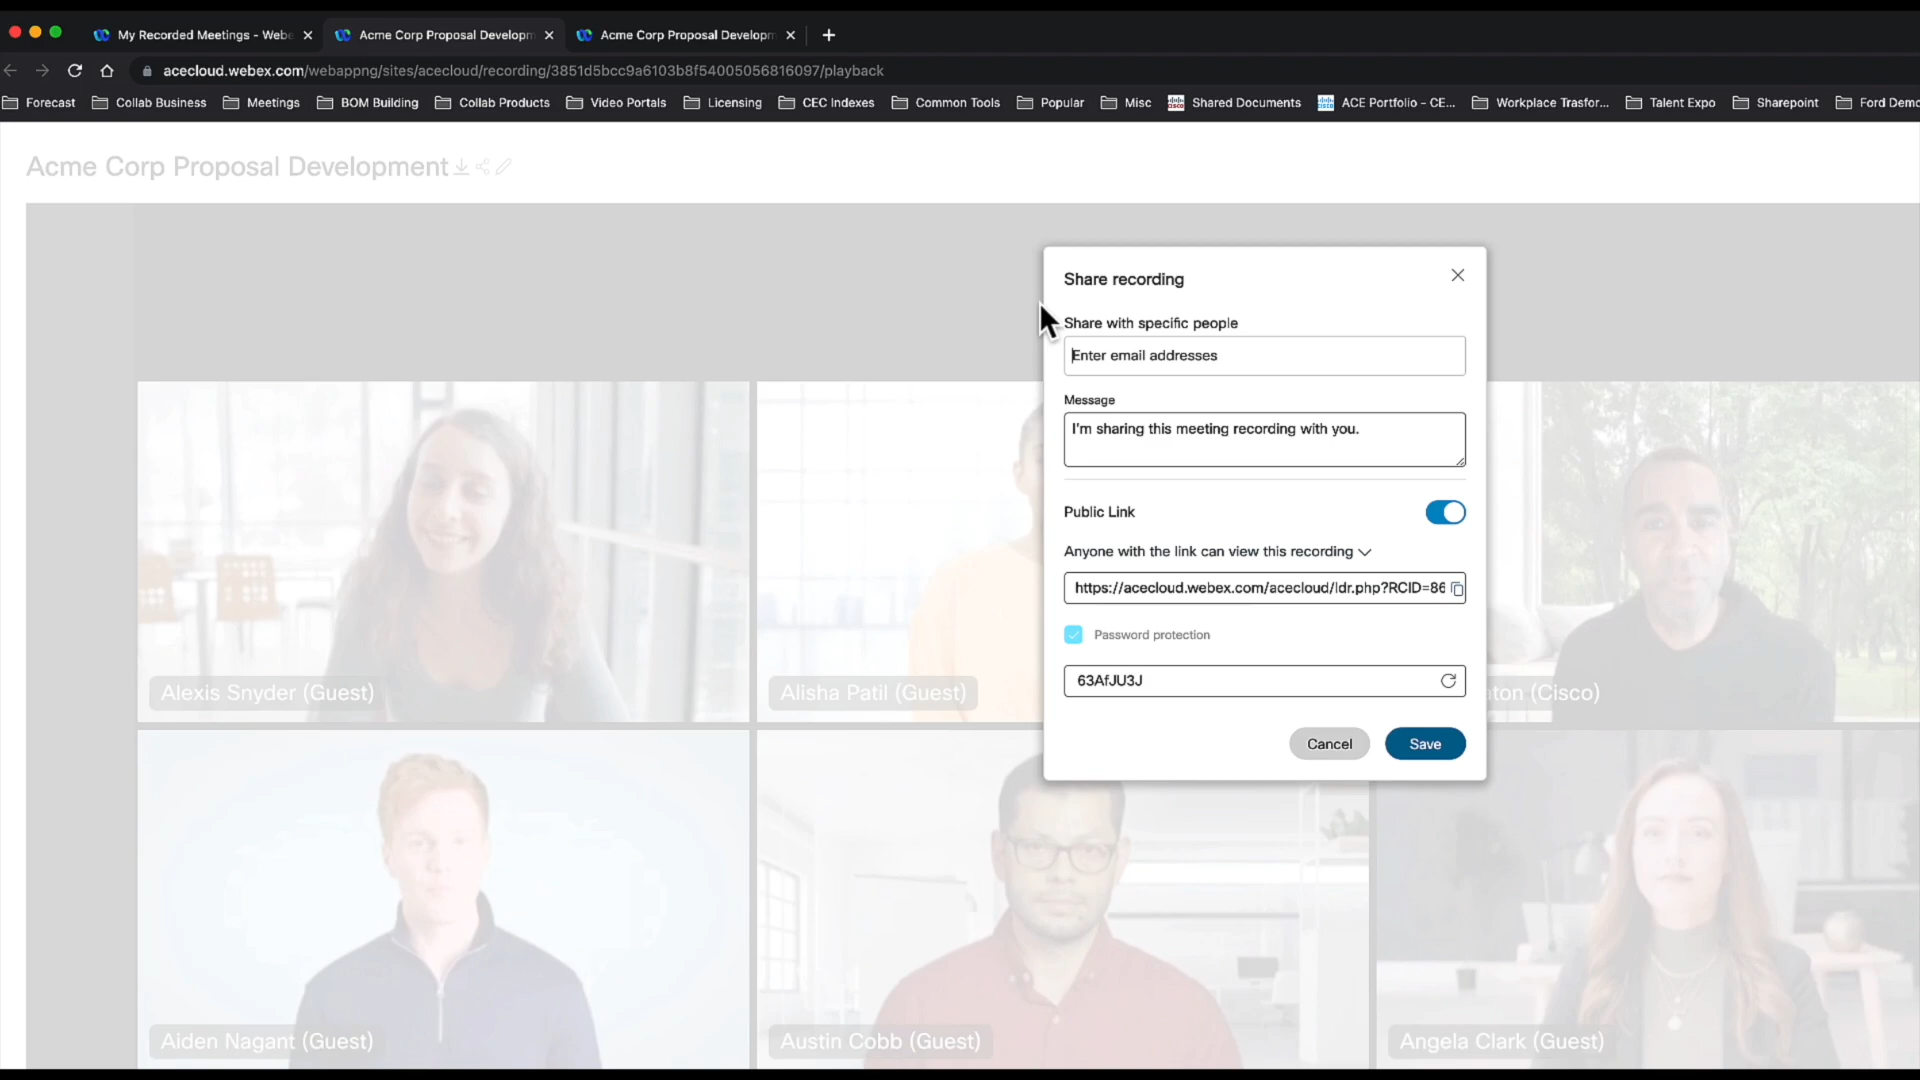 My Recorded Meetings - Webe
Acme Corp Proposal Developm
Acme Corp Proposal Developm
acecloud.webex.com/webappng/sites/acecloud/recording/3851d5bcc9a6103b8f54005056816097/playback
Forecast
Collab Business
Meetings
BOM Building
Collab Products
Video Portals
Licensing
CEC Indexes
Common Tools
Popular
Misc
Shared Documents
ACE Portfolio - CE...
Workplace Trasfor...
Talent Expo
Sharepoint
Ford Demo
Acme Corp Proposal Development
Share recording
Share with specific people
Enter email addresses
Message
I'm sharing this meeting recording with you.
Public Link
Anyone with the link can view this recording
https://acecloud.webex.com/acecloud/ldr.php?RCID=86
Password protection
63AfJU3J
Cancel
Save
Alexis Snyder (Guest)
Alisha Patil (Guest)
ton (Cisco)
Aiden Nagant (Guest)
Austin Cobb (Guest)
Angela Clark (Guest)